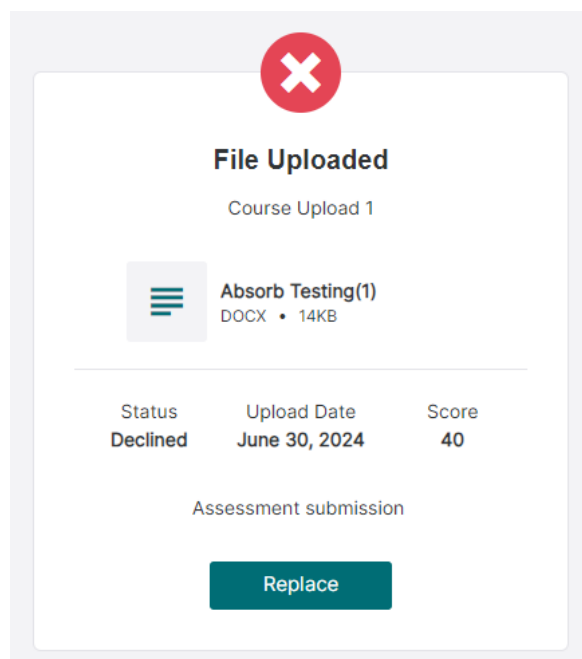 File Uploaded
Course Upload 1
Absorb Testing(1)
DOCX • 14KB
Status Upload Date Score
Declined June 30, 2024 40
Assessment submission
Replace